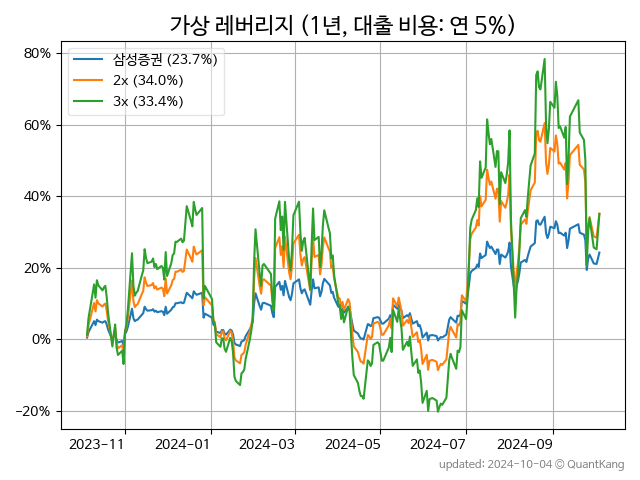 가상 레버리지 (1년, 대출 비용: 연 5%)
80%
60%
40%
20%
0%
−20%
삼성증권 (23.7%)
2x (34.0%)
3x (33.4%)
2023-11
2024-01
2024-03
2024-05
2024-07
2024-09
updated: 2024-10-04 © QuantKang